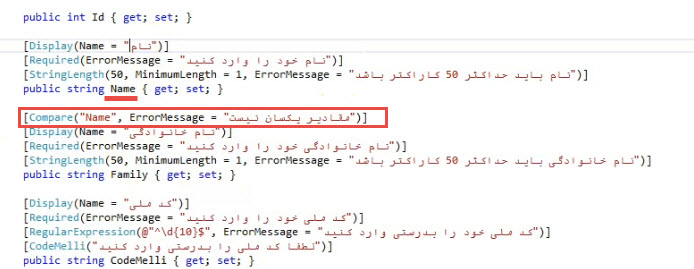 public int Id { get; set; }
[Display(Name = "نام")]
[Required(ErrorMessage = "نام خود را وارد کنید")]
[StringLength(50, MinimumLength = 1, ErrorMessage = "نام باید حداکثر 50 کاراکتر باشد")]
public string Name { get; set; }
[Compare("Name", ErrorMessage = "مقادیر یکسان نیست")]
[Display(Name = "نام خانوادگی")]
[Required(ErrorMessage = "نام خانوادگی خود را وارد کنید")]
[StringLength(50, MinimumLength = 1, ErrorMessage = "نام خانوادگی باید حداکثر 50 کاراکتر باشد")]
public string Family { get; set; }
[Display(Name = "کد ملی")]
[Required(ErrorMessage = "کد ملی خود را وارد کنید")]
[RegularExpression(@"^\d{10}$", ErrorMessage = "کد ملی خود را بدرستی وارد کنید")]
[CodeMelli("لطفا کد ملی را بدرستی وارد کنید")]
public string CodeMelli { get; set; }